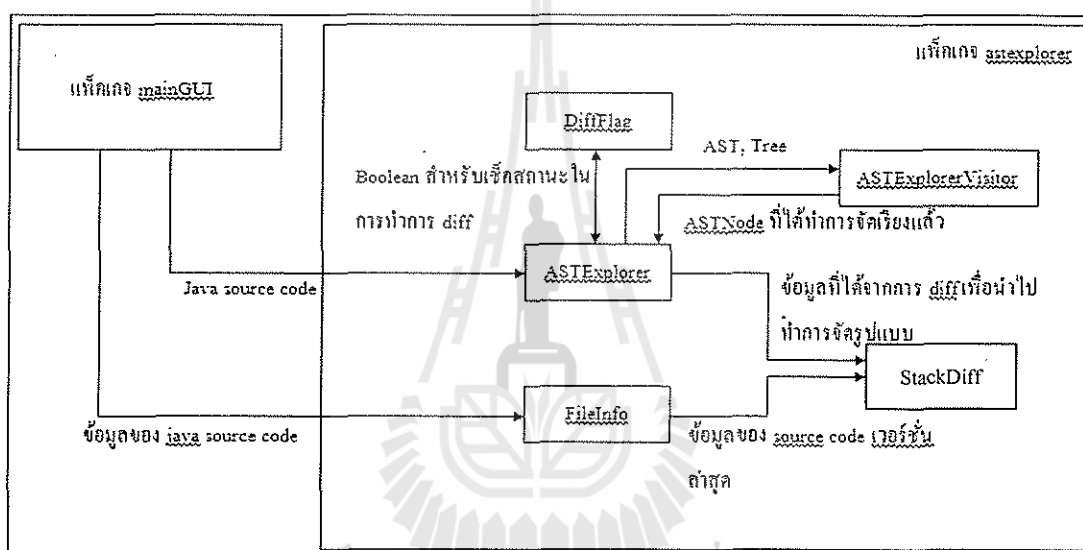 แพ็กเกจ mainGUI
แพ็กเกจ astexplorer
DiffFlag
AST, Tree
Boolean สำหรับเช็กสถานะใน
การทำการ diff
ASTExplorerVisitor
ASTNode ที่ได้ทำการจัดเรียงแล้ว
ASTExplorer
Java source code
ข้อมูลที่ได้จากการ diffเพื่อนำไป
ทำการจัดรูปแบบ
StackDiff
FileInfo
ข้อมูลของ java source code
ข้อมูลของ source code เวอร์ชั่น
ล่าสุด